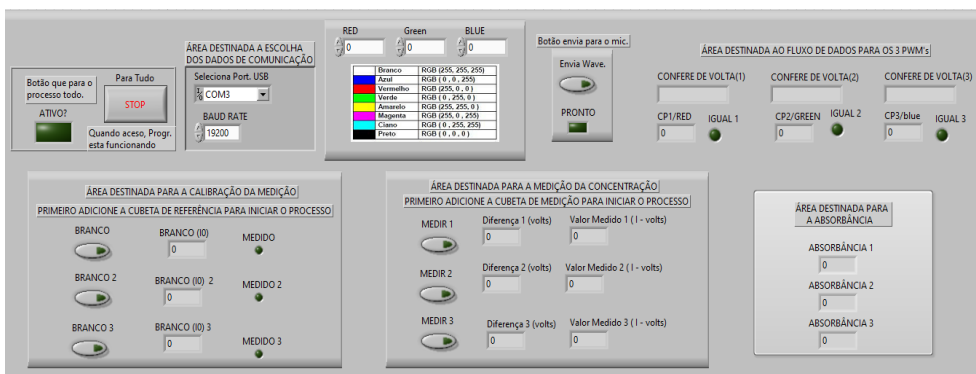 Botão que para o
processo todo.
ATIVO?
Para Tudo
STOP
Quando aceso, Progr.
esta funcionando
ÁREA DESTINADA A ESCOLHA
DOS DADOS DE COMUNICAÇÃO
Seleciona Port. USB
COM3
BAUD RATE
19200
RED Green BLUE
0 0 0
Branco RGB (255, 255, 255)
Azul RGB ( 0 , 0, 255)
Vermelho RGB (255, 0 , 0)
Verde RGB ( 0 , 255, 0 )
Amarelo RGB (255, 255, 0 )
Magenta RGB (255, 0 , 255)
Ciano RGB ( 0 , 255, 255)
Preto RGB ( 0 , 0 , 0 )
Botão envia para o mic.
Envia Wave.
PRONTO
ÁREA DESTINADA AO FLUXO DE DADOS PARA OS 3 PWM's
CONFERE DE VOLTA(1) CONFERE DE VOLTA(2) CONFERE DE VOLTA(3)
CP1/RED IGUAL 1 CP2/GREEN IGUAL 2 CP3/blue IGUAL 3
0 0 0
ÁREA DESTINADA PARA A CALIBRAÇÃO DA MEDIÇÃO
PRIMEIRO ADICIONE A CUBETA DE REFERÊNCIA PARA INICIAR O PROCESSO
BRANCO BRANCO (I0) MEDIDO
0
BRANCO 2 BRANCO (I0) 2 MEDIDO 2
0
BRANCO 3 BRANCO (I0) 3 MEDIDO 3
0
ÁREA DESTINADA PARA A MEDIÇÃO DA CONCENTRAÇÃO
PRIMEIRO ADICIONE A CUBETA DE MEDIÇÃO PARA INICIAR O PROCESSO
MEDIR 1 Diferença 1 (volts) Valor Medido 1 ( I - volts)
0 0
MEDIR 2 Diferença 2 (volts) Valor Medido 2 ( I - volts)
0 0
MEDIR 3 Diferença 3 (volts) Valor Medido 3 ( I - volts)
0 0
ÁREA DESTINADA PARA
A ABSORBÂNCIA
ABSORBÂNCIA 1
0
ABSORBÂNCIA 2
0
ABSORBÂNCIA 3
0